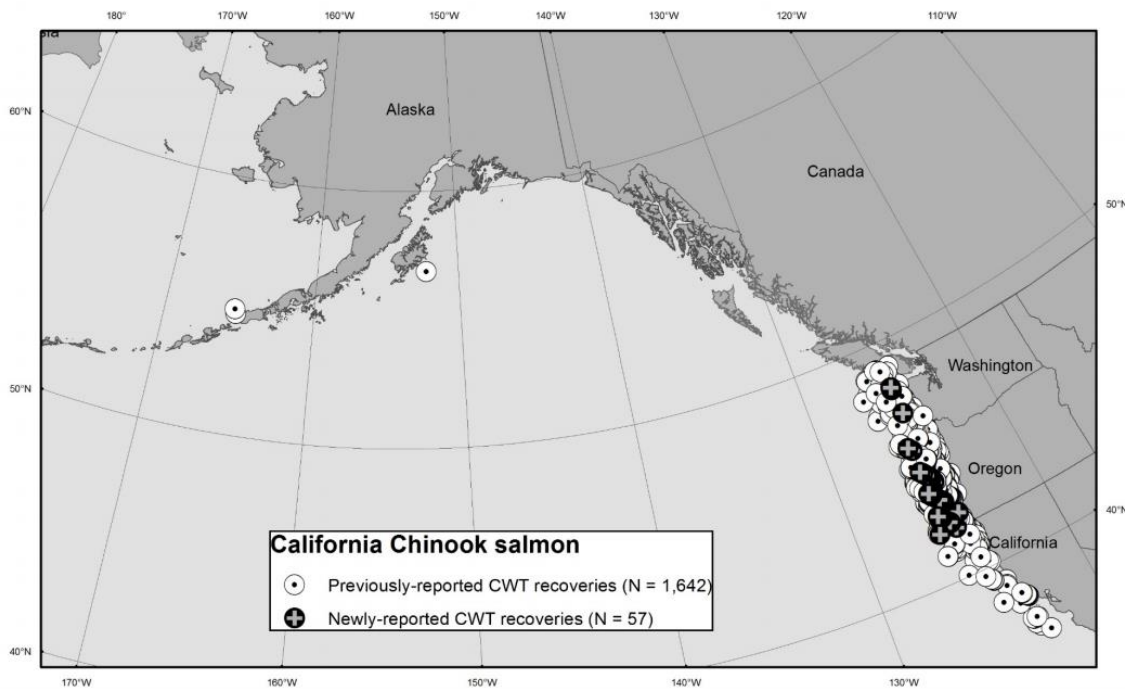 180° 170°W 160°W 150°W 140°W 130°W 120°W 110°W
sia
60°N
Alaska
Canada
50°N
Washington
50°N
Oregon
40°N
California Chinook salmon
California
Previously-reported CWT recoveries (N = 1,642)
Newly-reported CWT recoveries (N = 57)
40°N
170°W 160°W 150°W 140°W 130°W